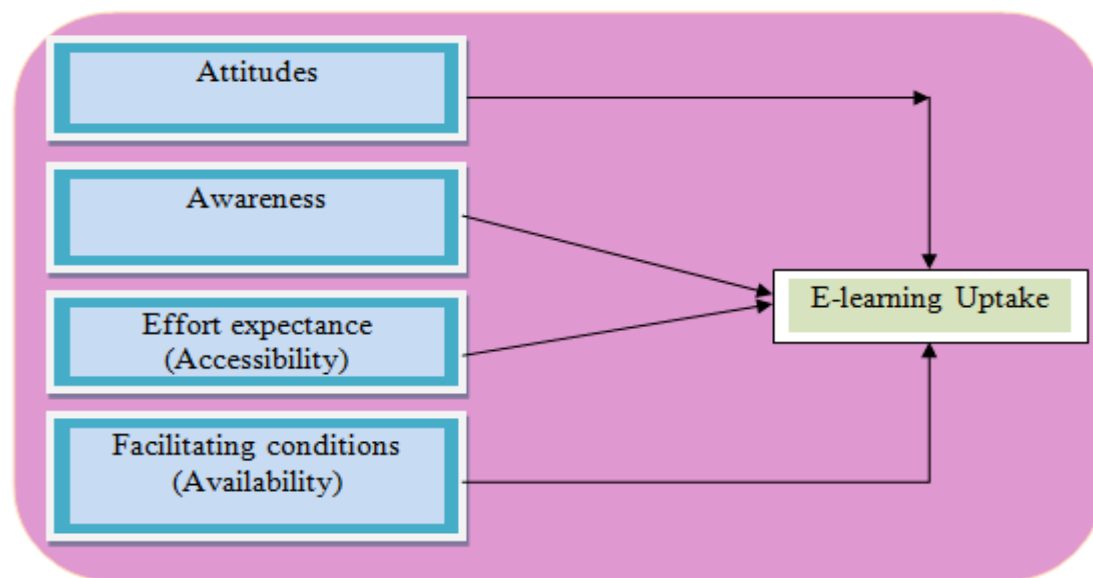 Attitudes
Awareness
Effort expectance
(Accessibility)
Facilitating conditions
(Availability)
E-learning Uptake